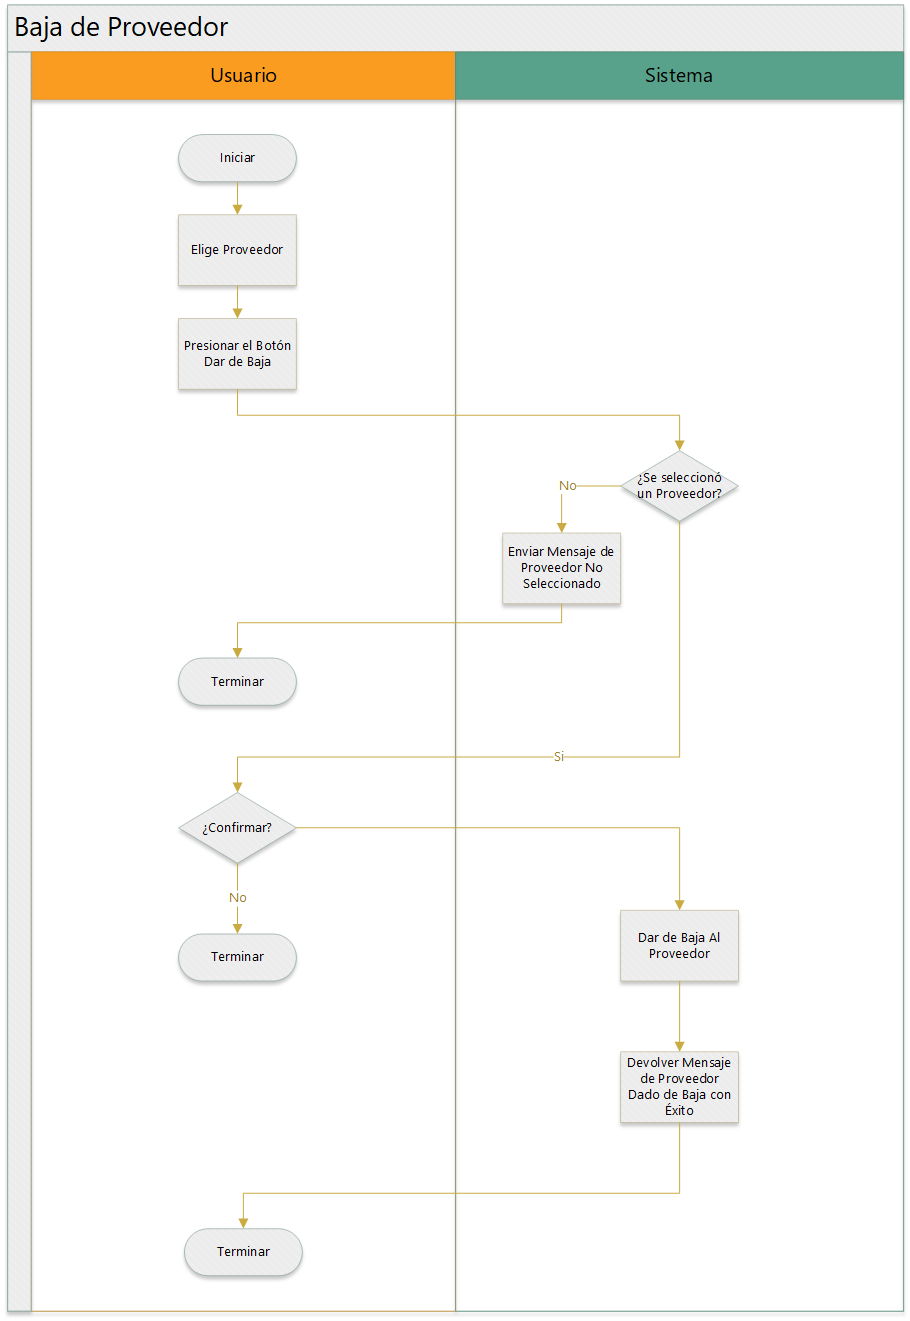 Baja de Proveedor
Usuario
Sistema
Iniciar
Elige Proveedor
Presionar el Botón
Dar de Baja
¿Se seleccionó
un Proveedor?
No
Enviar Mensaje de
Proveedor No
Seleccionado
Terminar
Si
¿Confirmar?
No
Terminar
Dar de Baja Al
Proveedor
Devolver Mensaje
de Proveedor
Dado de Baja con
Éxito
Terminar